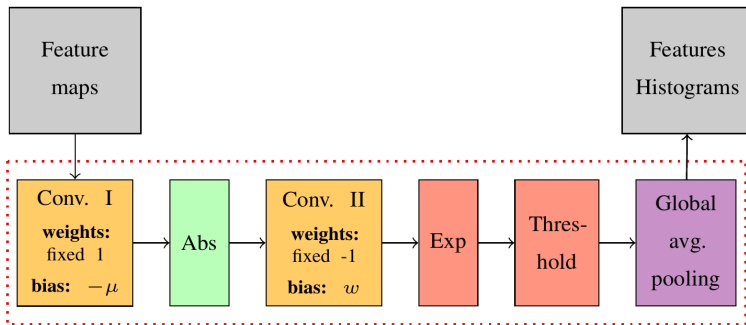 Feature
maps
Features
Histograms
Conv. I
weights:
fixed 1
bias: −μ
Abs
Conv. II
weights:
fixed -1
bias: w
Exp
Thres-
hold
Global
avg.
pooling